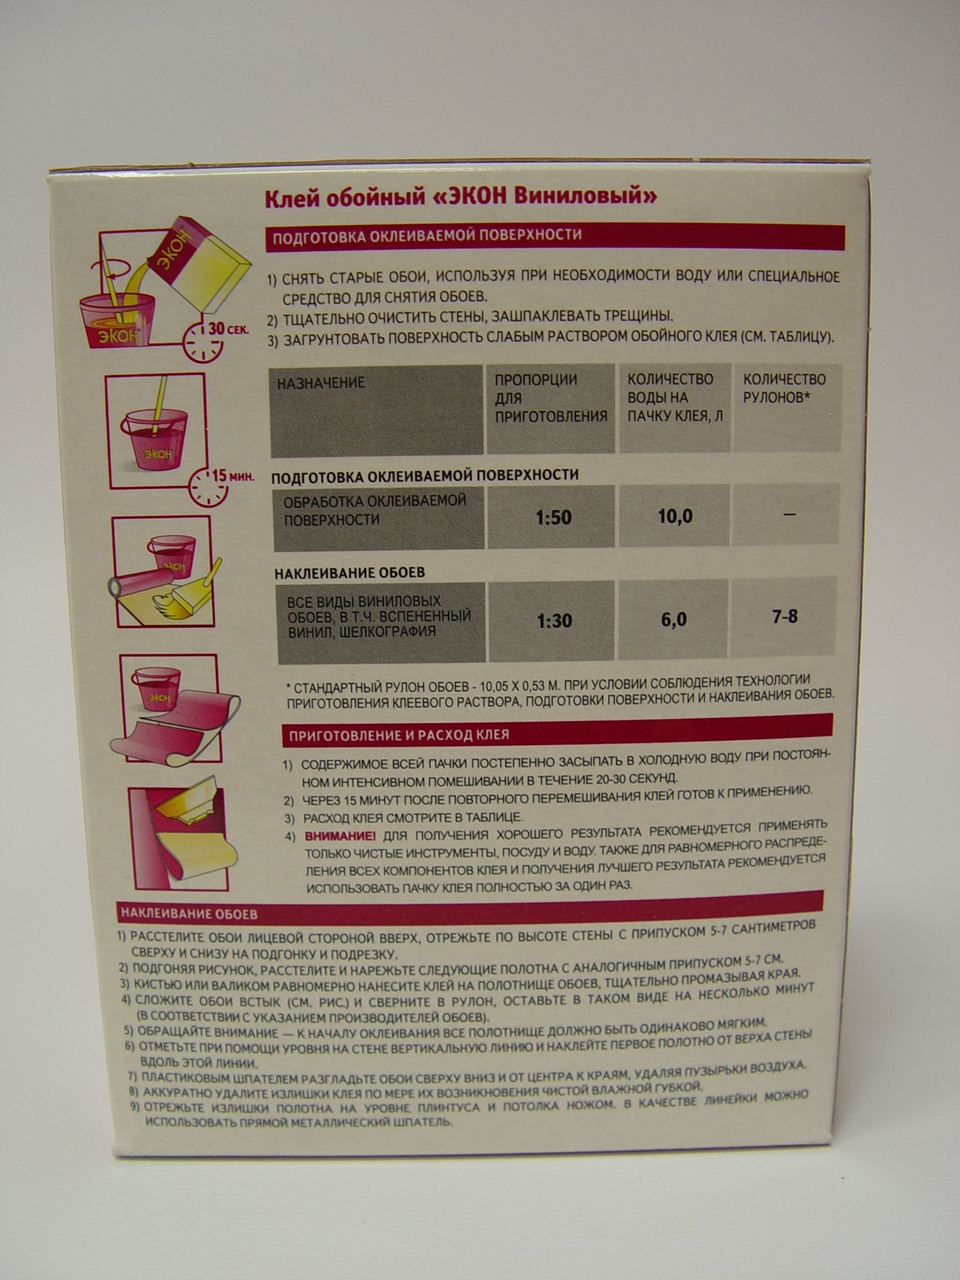 Клей обойный «ЭКОН Виниловый»
ПОДГОТОВКА ОКЛЕИВАЕМОЙ ПОВЕРХНОСТИ
1) СНЯТЬ СТАРЫЕ ОБОИ, ИСПОЛЬЗУЯ ПРИ НЕОБХОДИМОСТИ ВОДУ ИЛИ СПЕЦИАЛЬНОЕ
СРЕДСТВО ДЛЯ СНЯТИЯ ОБОЕВ.
2) ТЩАТЕЛЬНО ОЧИСТИТЬ СТЕНЫ, ЗАШПАКЛЕВАТЬ ТРЕЩИНЫ.
3) ЗАГРУНТОВАТЬ ПОВЕРХНОСТЬ СЛАБЫМ РАСТВОРОМ ОБОЙНОГО КЛЕЯ (СМ. ТАБЛИЦУ).
ЭКОН
ЭКОН
30 СЕК.
ЭКОН
15 МИН.
ЭКОН
ЭКОН
НАЗНАЧЕНИЕ
ПРОПОРЦИИ
ДЛЯ
ПРИГОТОВЛЕНИЯ
КОЛИЧЕСТВО
ВОДЫ НА
ПАЧКУ КЛЕЯ, Л
КОЛИЧЕСТВО
РУЛОНОВ*
ПОДГОТОВКА ОКЛЕИВАЕМОЙ ПОВЕРХНОСТИ
ОБРАБОТКА ОКЛЕИВАЕМОЙ
ПОВЕРХНОСТИ
1:50
10,0
–
НАКЛЕИВАНИЕ ОБОЕВ
ВСЕ ВИДЫ ВИНИЛОВЫХ
ОБОЕВ, В Т.Ч. ВСПЕНЕННЫЙ
ВИНИЛ, ШЕЛКОГРАФИЯ
1:30
6,0
7-8
* СТАНДАРТНЫЙ РУЛОН ОБОЕВ - 10,05 Х 0,53 М. ПРИ УСЛОВИИ СОБЛЮДЕНИЯ ТЕХНОЛОГИИ
ПРИГОТОВЛЕНИЯ КЛЕЕВОГО РАСТВОРА, ПОДГОТОВКИ ПОВЕРХНОСТИ И НАКЛЕИВАНИЯ ОБОЕВ.
ПРИГОТОВЛЕНИЕ И РАСХОД КЛЕЯ
1) СОДЕРЖИМОЕ ВСЕЙ ПАЧКИ ПОСТЕПЕННО ЗАСЫПАТЬ В ХОЛОДНУЮ ВОДУ ПРИ ПОСТОЯН-
НОМ ИНТЕНСИВНОМ ПОМЕШИВАНИИ В ТЕЧЕНИЕ 20-30 СЕКУНД.
2) ЧЕРЕЗ 15 МИНУТ ПОСЛЕ ПОВТОРНОГО ПЕРЕМЕШИВАНИЯ КЛЕЙ ГОТОВ К ПРИМЕНЕНИЮ.
3) РАСХОД КЛЕЯ СМОТРИТЕ В ТАБЛИЦЕ.
4) ВНИМАНИЕ! ДЛЯ ПОЛУЧЕНИЯ ХОРОШЕГО РЕЗУЛЬТАТА РЕКОМЕНДУЕТСЯ ПРИМЕНЯТЬ
ТОЛЬКО ЧИСТЫЕ ИНСТРУМЕНТЫ, ПОСУДУ И ВОДУ. ТАКЖЕ ДЛЯ РАВНОМЕРНОГО РАСПРЕДЕ-
ЛЕНИЯ ВСЕХ КОМПОНЕНТОВ КЛЕЯ И ПОЛУЧЕНИЯ ЛУЧШЕГО РЕЗУЛЬТАТА РЕКОМЕНДУЕТСЯ
ИСПОЛЬЗОВАТЬ ПАЧКУ КЛЕЯ ПОЛНОСТЬЮ ЗА ОДИН РАЗ.
НАКЛЕИВАНИЕ ОБОЕВ
1) РАССТЕЛИТЕ ОБОИ ЛИЦЕВОЙ СТОРОНОЙ ВВЕРХ, ОТРЕЖЬТЕ ПО ВЫСОТЕ СТЕНЫ С ПРИПУСКОМ 5-7 САНТИМЕТРОВ
СВЕРХУ И СНИЗУ НА ПОДГОНКУ И ПОДРЕЗКУ.
2) ПОДГОНЯЯ РИСУНОК, РАССТЕЛИТЕ И НАРЕЖЬТЕ СЛЕДУЮЩИЕ ПОЛОТНА С АНАЛОГИЧНЫМ ПРИПУСКОМ 5-7 СМ.
3) КИСТЬЮ ИЛИ ВАЛИКОМ РАВНОМЕРНО НАНЕСИТЕ КЛЕЙ НА ПОЛОТНИЩЕ ОБОЕВ, ТЩАТЕЛЬНО ПРОМАЗЫВАЯ КРАЯ.
4) СЛОЖИТЕ ОБОИ ВСТЫК (СМ. РИС.) И СВЕРНИТЕ В РУЛОН, ОСТАВЬТЕ В ТАКОМ ВИДЕ НА НЕСКОЛЬКО МИНУТ
(В СООТВЕТСТВИИ С УКАЗАНИЕМ ПРОИЗВОДИТЕЛЕЙ ОБОЕВ).
5) ОБРАЩАЙТЕ ВНИМАНИЕ — К НАЧАЛУ ОКЛЕИВАНИЯ ВСЕ ПОЛОТНИЩЕ ДОЛЖНО БЫТЬ ОДИНАКОВО МЯГКИМ.
6) ОТМЕТЬТЕ ПРИ ПОМОЩИ УРОВНЯ НА СТЕНЕ ВЕРТИКАЛЬНУЮ ЛИНИЮ И НАКЛЕЙТЕ ПЕРВОЕ ПОЛОТНО ОТ ВЕРХА СТЕНЫ
ВДОЛЬ ЭТОЙ ЛИНИИ.
7) ПЛАСТИКОВЫМ ШПАТЕЛЕМ РАЗГЛАДЬТЕ ОБОИ СВЕРХУ ВНИЗ И ОТ ЦЕНТРА К КРАЯМ, УДАЛЯЯ ПУЗЫРЬКИ ВОЗДУХА.
8) АККУРАТНО УДАЛИТЕ ИЗЛИШКИ КЛЕЯ ПО МЕРЕ ИХ ВОЗНИКНОВЕНИЯ ЧИСТОЙ ВЛАЖНОЙ ГУБКОЙ.
9) ОТРЕЖЬТЕ ИЗЛИШКИ ПОЛОТНА НА УРОВНЕ ПЛИНТУСА И ПОТОЛКА НОЖОМ. В КАЧЕСТВЕ ЛИНЕЙКИ МОЖНО
ИСПОЛЬЗОВАТЬ ПРЯМОЙ МЕТАЛЛИЧЕСКИЙ ШПАТЕЛЬ.